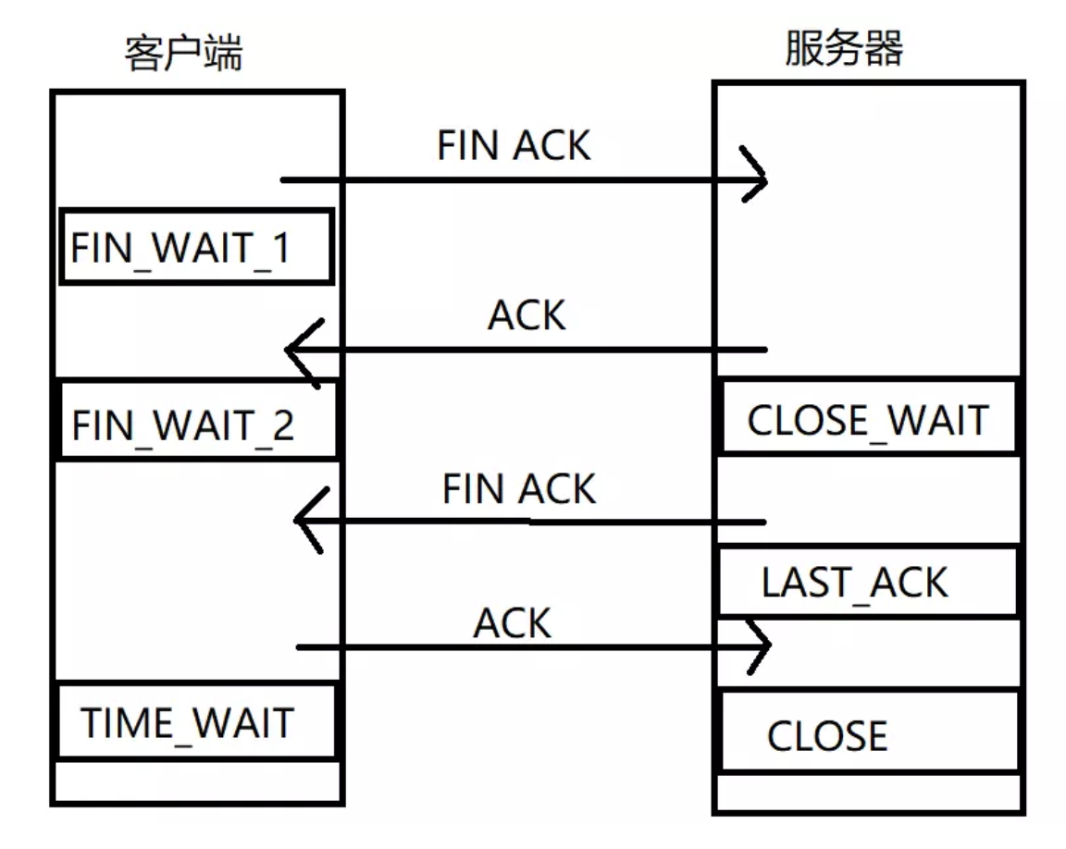 客户端
服务器
FIN ACK
FIN_WAIT_1
ACK
FIN_WAIT_2
CLOSE_WAIT
FIN ACK
LAST_ACK
ACK
TIME_WAIT
CLOSE